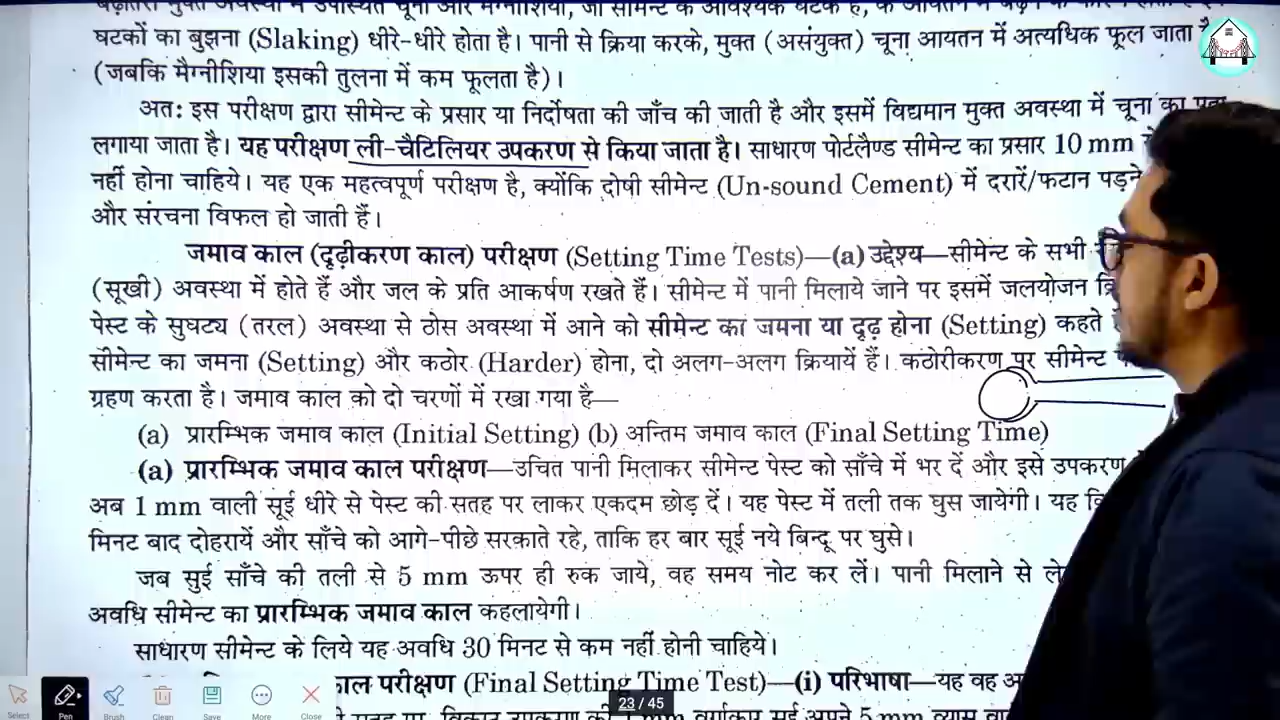 मुक्त अवस्था में उपस्थित चूना और मैग्नीशिया, जो सीमेन्ट के आवश्यक घटक हैं, के आयतन में
घटकों का बुझना (Slaking) धीरे-धीरे होता है। पानी से क्रिया करके, मुक्त (असंयुक्त) चूना आयतन में अत्यधिक फूल जाता
(जबकि मैग्नीशिया इसकी तुलना में कम फूलता है)।
अतः इस परीक्षण द्वारा सीमेन्ट के प्रसार या निर्दोषता की जाँच की जाती है और इसमें विद्यमान मुक्त अवस्था में चूना का पता
लगाया जाता है। यह परीक्षण ली-चैटिलियर उपकरण से किया जाता है। साधारण पोर्टलैण्ड सीमेन्ट का प्रसार 10 mm
नहीं होना चाहिये। यह एक महत्वपूर्ण परीक्षण है, क्योंकि दोषी सीमेन्ट (Un-sound Cement) में दरारें/फटान पड़ने
और संरचना विफल हो जाती हैं।
जमाव काल (दृढ़ीकरण काल) परीक्षण (Setting Time Tests)—(a) उद्देश्य—सीमेन्ट के सभी
(सूखी) अवस्था में होते हैं और जल के प्रति आकर्षण रखते हैं। सीमेन्ट में पानी मिलाये जाने पर इसमें जलयोजन
पेस्ट के सुघट्य (तरल) अवस्था से ठोस अवस्था में आने को सीमेन्ट का जमना या दृढ़ होना (Setting) कहते
सीमेन्ट का जमना (Setting) और कठोर (Harder) होना, दो अलग-अलग क्रियायें हैं। कठोरीकरण पर सीमेन्ट
ग्रहण करता है। जमाव काल को दो चरणों में रखा गया है—
(a) प्रारम्भिक जमाव काल (Initial Setting) (b) अन्तिम जमाव काल (Final Setting Time)
(a) प्रारम्भिक जमाव काल परीक्षण—उचित पानी मिलाकर सीमेन्ट पेस्ट को साँचे में भर दें और इसे उपकरण
अब 1 mm वाली सूई धीरे से पेस्ट की सतह पर लाकर एकदम छोड़ दें। यह पेस्ट में तली तक घुस जायेगी। यह
मिनट बाद दोहरायें और साँचे को आगे-पीछे सरकाते रहे, ताकि हर बार सूई नये बिन्दू पर घुसे।
जब सुई साँचे की तली से 5 mm ऊपर ही रुक जाये, वह समय नोट कर लें। पानी मिलाने से
अवधि सीमेन्ट का प्रारम्भिक जमाव काल कहलायेगी।
साधारण सीमेन्ट के लिये यह अवधि 30 मिनट से कम नहीं होनी चाहिये।
काल परीक्षण (Final Setting Time Test)—(i) परिभाषा—यह वह
23 / 45
Select Pen Brush Clean Save More Close